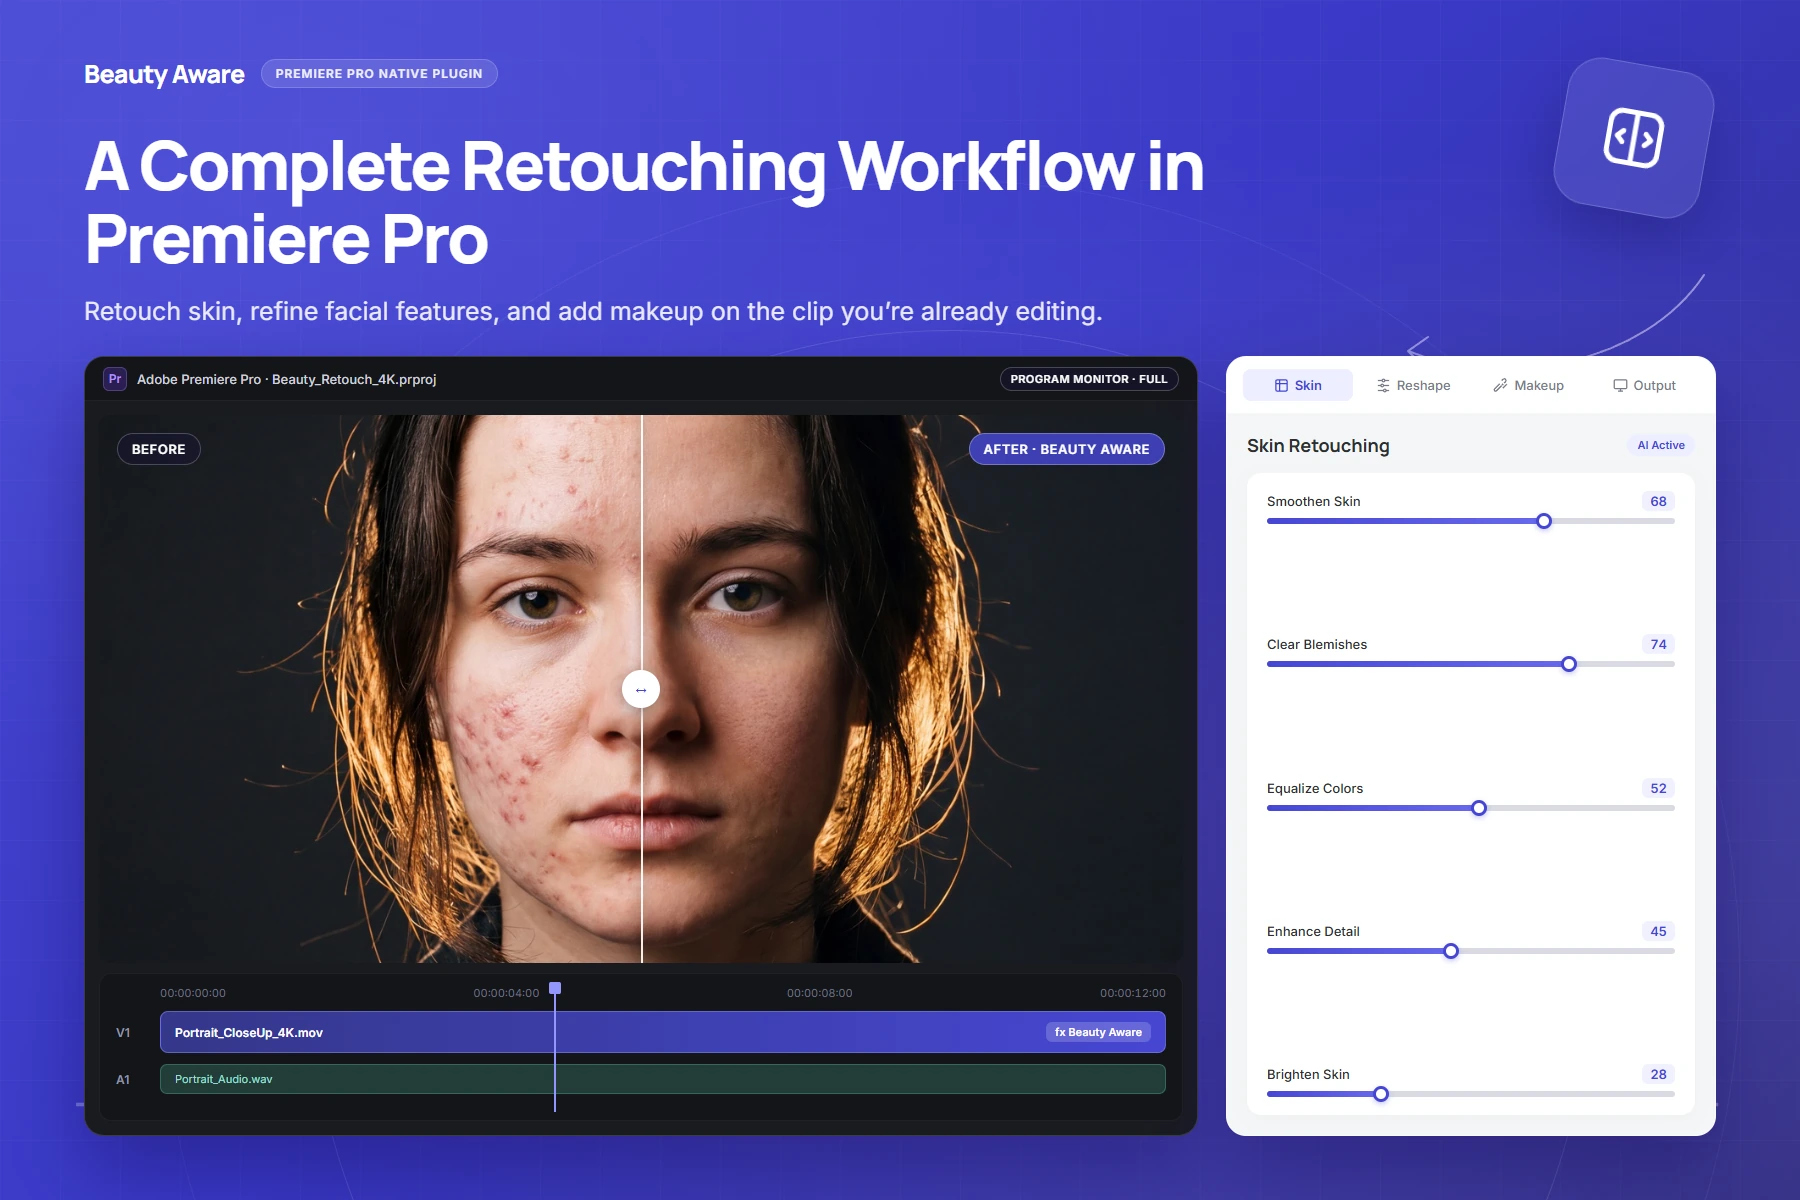 Beauty Aware
PREMIERE PRO NATIVE PLUGIN
A Complete Retouching Workflow in
Premiere Pro
Retouch skin, refine facial features, and add makeup on the clip you’re already editing.
Pr
Adobe Premiere Pro · Beauty_Retouch_4K.prproj
PROGRAM MONITOR · FULL
BEFORE
AFTER · BEAUTY AWARE
00:00:00:00
00:00:04:00
00:00:08:00
00:00:12:00
V1
Portrait_CloseUp_4K.mov
fx Beauty Aware
A1
Portrait_Audio.wav
Skin
Reshape
Makeup
Output
Skin Retouching
AI Active
Smoothen Skin
68
Clear Blemishes
74
Equalize Colors
52
Enhance Detail
45
Brighten Skin
28